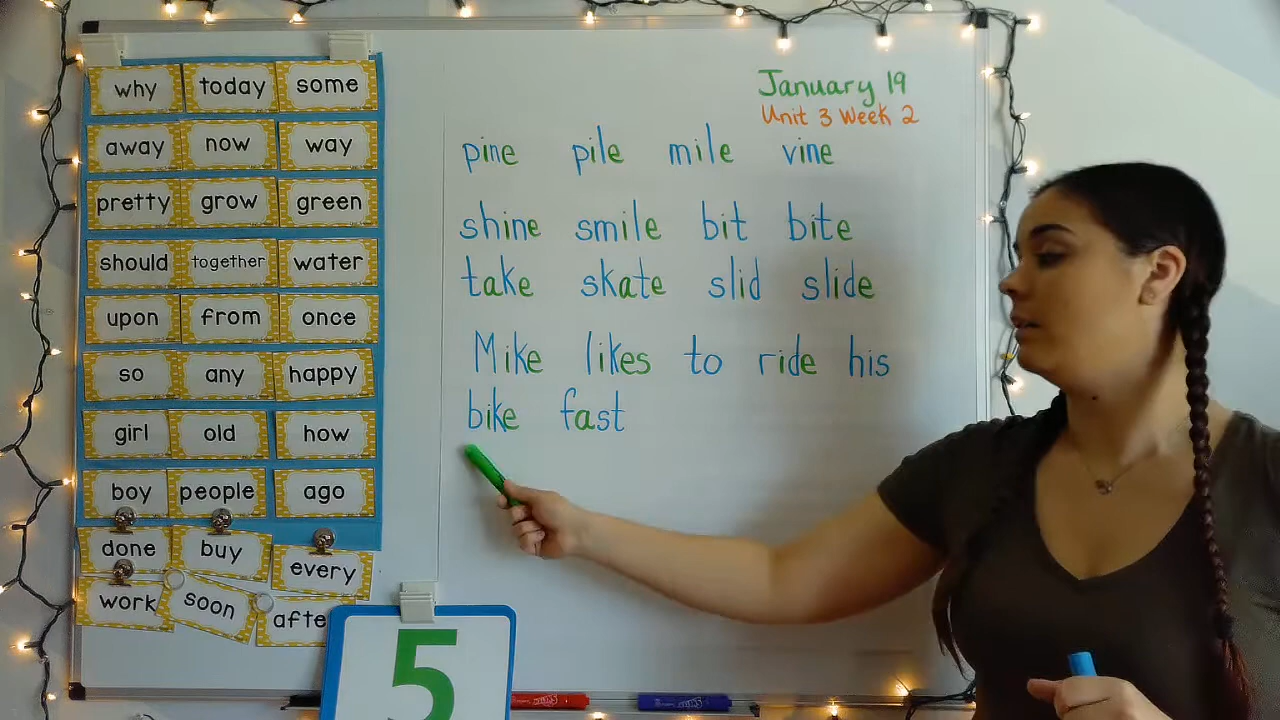 why today some
away now way
pretty grow green
should together water
upon from once
so any happy
girl old how
boy people ago
done buy every
work soon afte
5
January 19
Unit 3 Week 2
pine pile mile vine
shine smile bit bite
take skate slid slide
Mike likes to ride his
bike fast